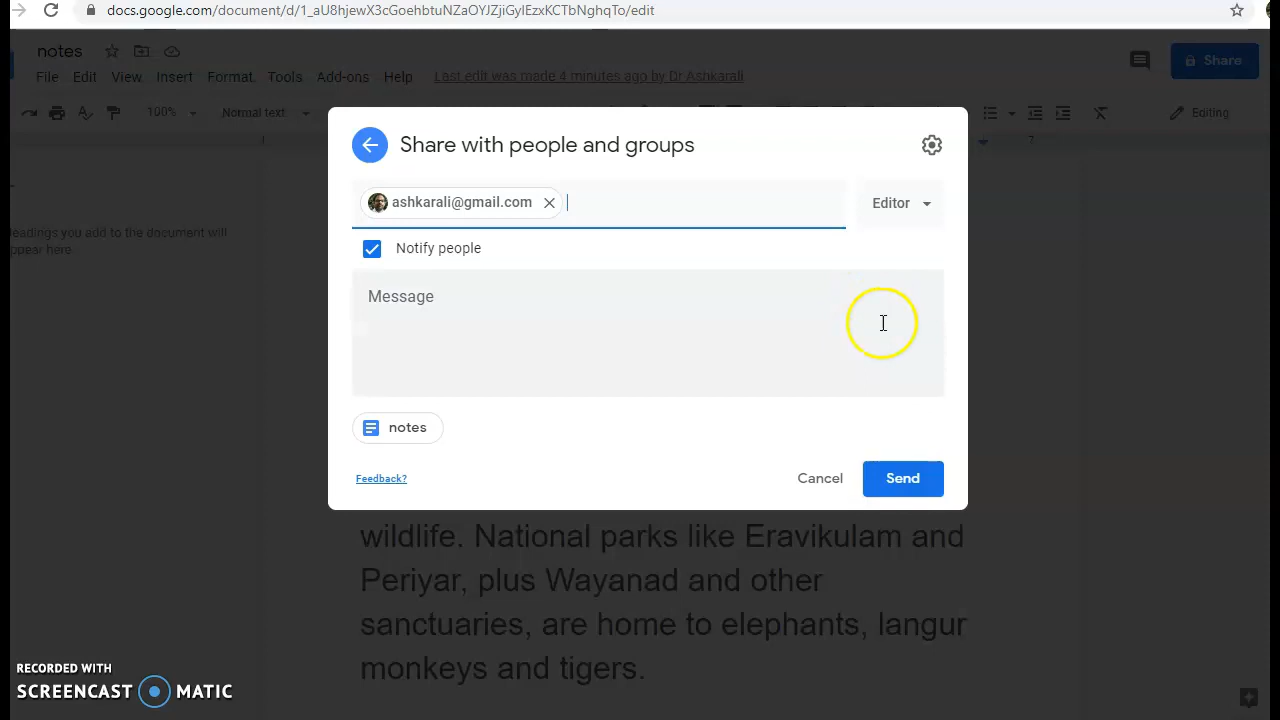 docs.google.com/document/d/1_aU8hjewX3cGoehbtuNZaOYJZjiGylEzxKCTbNghqTo/edit
notes
File Edit View Insert Format Tools Add-ons Help Last edit was made 4 minutes ago by Dr Ashkarali
Share
100% Normal text
Editing
1 7
Share with people and groups
ashkarali@gmail.com
Editor
Notify people
Message
notes
Feedback?
Cancel Send
eadings you add to the document will
ppear here.
wildlife. National parks like Eravikulam and
Periyar, plus Wayanad and other
sanctuaries, are home to elephants, langur
monkeys and tigers.
RECORDED WITH
SCREENCAST MATIC